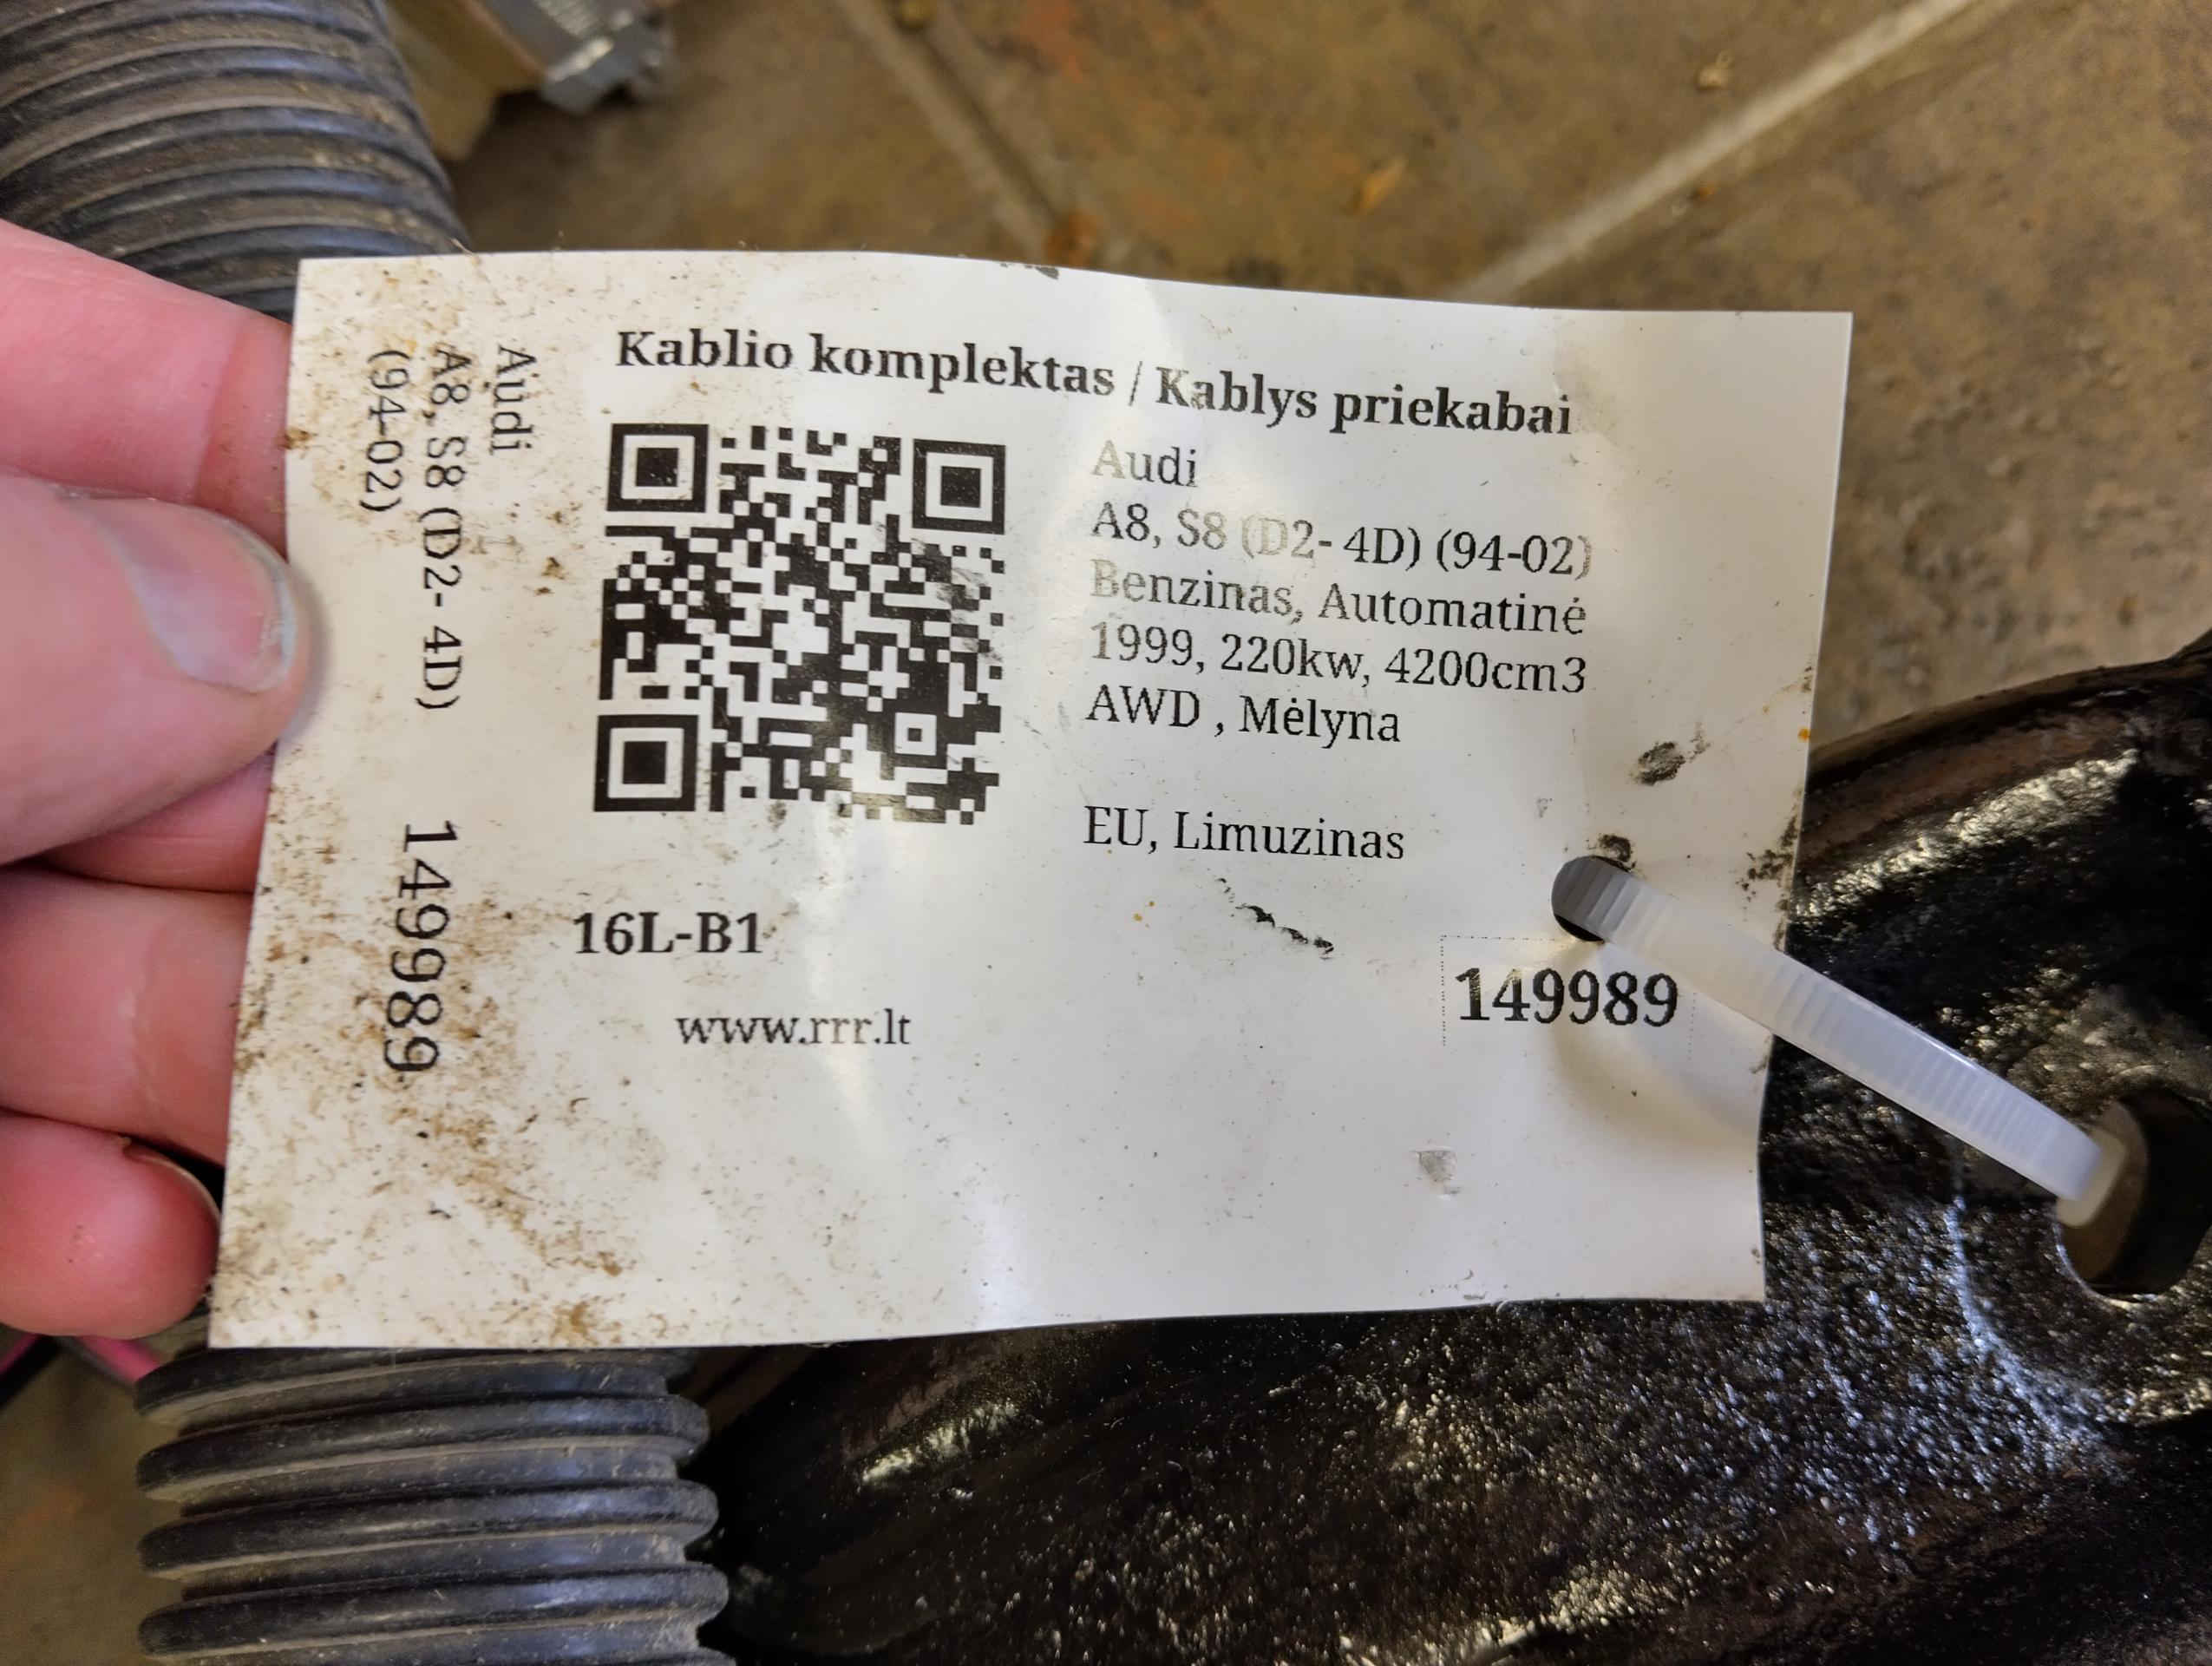 Kablio komplektas / Kablys priekabai
Audi
A8, S8 (D2- 4D) (94-02)
Benzinas, Automatinė
1999, 220kw, 4200cm3
AWD , Mėlyna
EU, Limuzinas
16L-B1
149989
www.rrr.lt
Audi
A8, S8 (D2- 4D)
(94-02)
149989